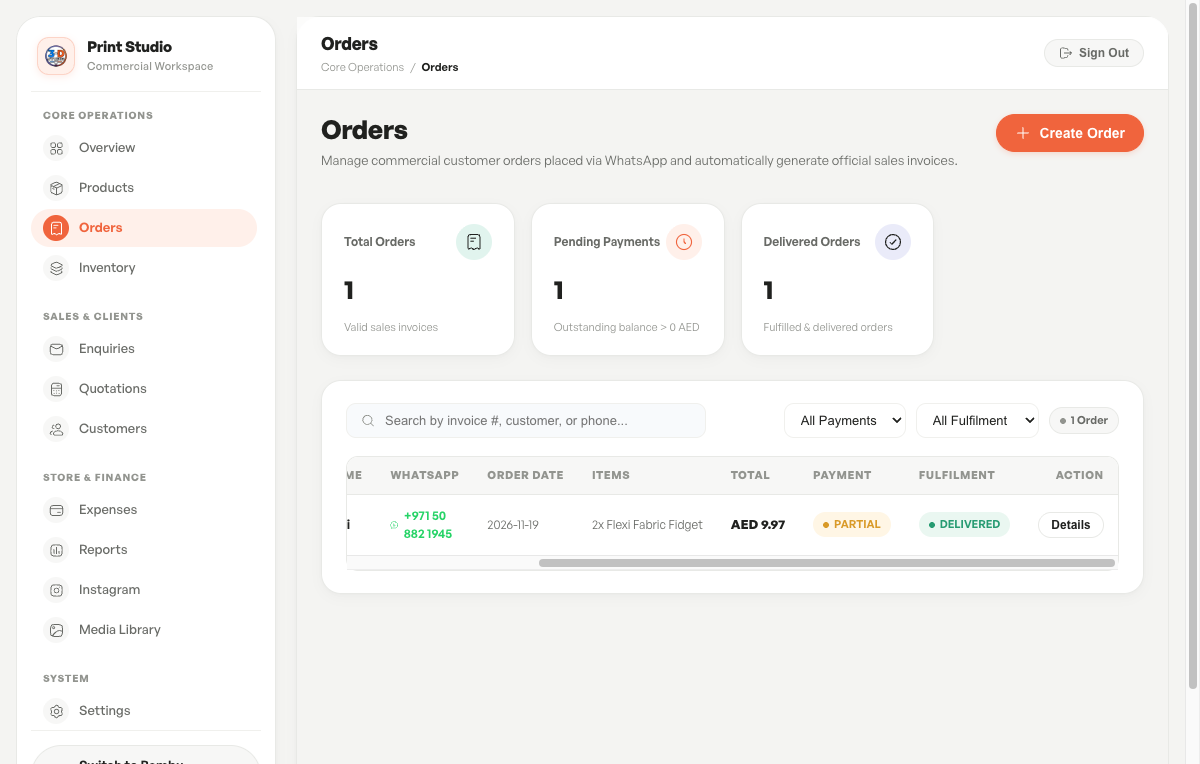 Print Studio
Commercial Workspace
CORE OPERATIONS
Overview
Products
Orders
Inventory
SALES & CLIENTS
Enquiries
Quotations
Customers
STORE & FINANCE
Expenses
Reports
Instagram
Media Library
SYSTEM
Settings
Orders
Core Operations / Orders
Sign Out
Orders
Create Order
Manage commercial customer orders placed via WhatsApp and automatically generate official sales invoices.
Total Orders
1
Valid sales invoices
Pending Payments
1
Outstanding balance > 0 AED
Delivered Orders
1
Fulfilled & delivered orders
Search by invoice #, customer, or phone...
All Payments
All Fulfilment
1 Order
ME WHATSAPP ORDER DATE ITEMS TOTAL PAYMENT FULFILMENT ACTION
i +971 50
882 1945
2026-11-19 2x Flexi Fabric Fidget AED 9.97 PARTIAL DELIVERED Details